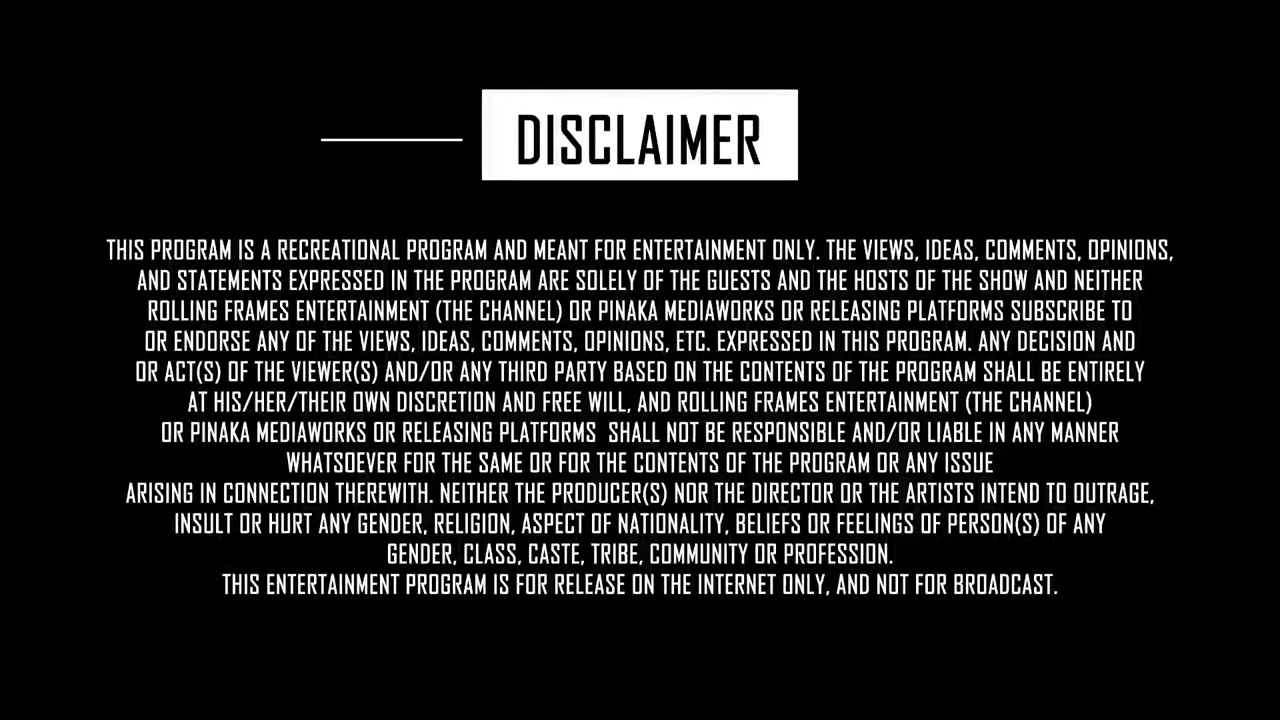 DISCLAIMER
THIS PROGRAM IS A RECREATIONAL PROGRAM AND MEANT FOR ENTERTAINMENT ONLY. THE VIEWS, IDEAS, COMMENTS, OPINIONS,
AND STATEMENTS EXPRESSED IN THE PROGRAM ARE SOLELY OF THE GUESTS AND THE HOSTS OF THE SHOW AND NEITHER
ROLLING FRAMES ENTERTAINMENT (THE CHANNEL) OR PINAKA MEDIAWORKS OR RELEASING PLATFORMS SUBSCRIBE TO
OR ENDORSE ANY OF THE VIEWS, IDEAS, COMMENTS, OPINIONS, ETC. EXPRESSED IN THIS PROGRAM. ANY DECISION AND
OR ACT(S) OF THE VIEWER(S) AND/OR ANY THIRD PARTY BASED ON THE CONTENTS OF THE PROGRAM SHALL BE ENTIRELY
AT HIS/HER/THEIR OWN DISCRETION AND FREE WILL, AND ROLLING FRAMES ENTERTAINMENT (THE CHANNEL)
OR PINAKA MEDIAWORKS OR RELEASING PLATFORMS SHALL NOT BE RESPONSIBLE AND/OR LIABLE IN ANY MANNER
WHATSOEVER FOR THE SAME OR FOR THE CONTENTS OF THE PROGRAM OR ANY ISSUE
ARISING IN CONNECTION THEREWITH. NEITHER THE PRODUCER(S) NOR THE DIRECTOR OR THE ARTISTS INTEND TO OUTRAGE,
INSULT OR HURT ANY GENDER, RELIGION, ASPECT OF NATIONALITY, BELIEFS OR FEELINGS OF PERSON(S) OF ANY
GENDER, CLASS, CASTE, TRIBE, COMMUNITY OR PROFESSION.
THIS ENTERTAINMENT PROGRAM IS FOR RELEASE ON THE INTERNET ONLY, AND NOT FOR BROADCAST.